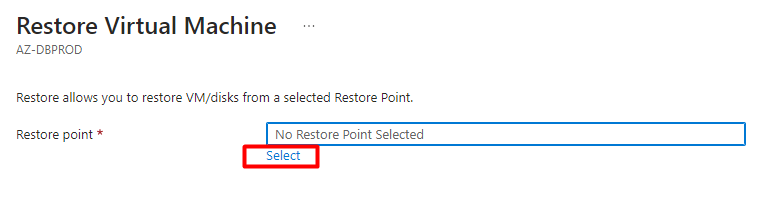 Restore Virtual Machine ...
AZ-DBPROD
Restore allows you to restore VM/disks from a selected Restore Point.
Restore point * No Restore Point Selected
Select